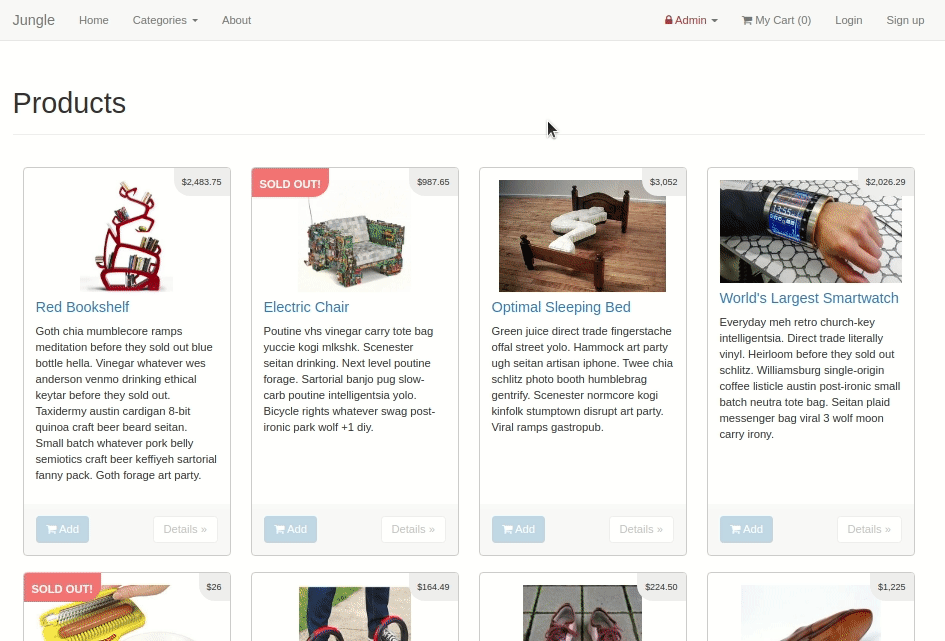 Jungle Home Categories About Admin My Cart (0) Login Sign up
Products
$2,483.75
Red Bookshelf
Goth chia mumblecore ramps
meditation before they sold out blue
bottle hella. Vinegar whatever wes
anderson venmo drinking ethical
keytar before they sold out.
Taxidermy austin cardigan 8-bit
quinoa craft beer beard seitan.
Small batch whatever pork belly
semiotics craft beer keffiyeh sartorial
fanny pack. Goth forage art party.
Add Details »
SOLD OUT! $987.65
Electric Chair
Poutine vhs vinegar carry tote bag
yuccie kogi mlkshk. Scenester
seitan drinking. Next level poutine
forage. Sartorial banjo pug slow-
carb poutine intelligentsia yolo.
Bicycle rights whatever swag post-
ironic park wolf +1 diy.
Add Details »
$3,052
Optimal Sleeping Bed
Green juice direct trade fingerstache
offal street yolo. Hammock art party
ugh seitan artisan iphone. Twee chia
schlitz photo booth humblebrag
gentrify. Scenester normcore kogi
kinfolk stumptown disrupt art party.
Viral ramps gastropub.
Add Details »
$2,026.29
World's Largest Smartwatch
Everyday meh retro church-key
intelligentsia. Direct trade literally
vinyl. Heirloom before they sold out
schlitz. Williamsburg single-origin
coffee listicle austin post-ironic small
batch neutra tote bag. Seitan plaid
messenger bag viral 3 wolf moon
carry irony.
Add Details »
SOLD OUT! $26
$164.49
$224.50
$1,225